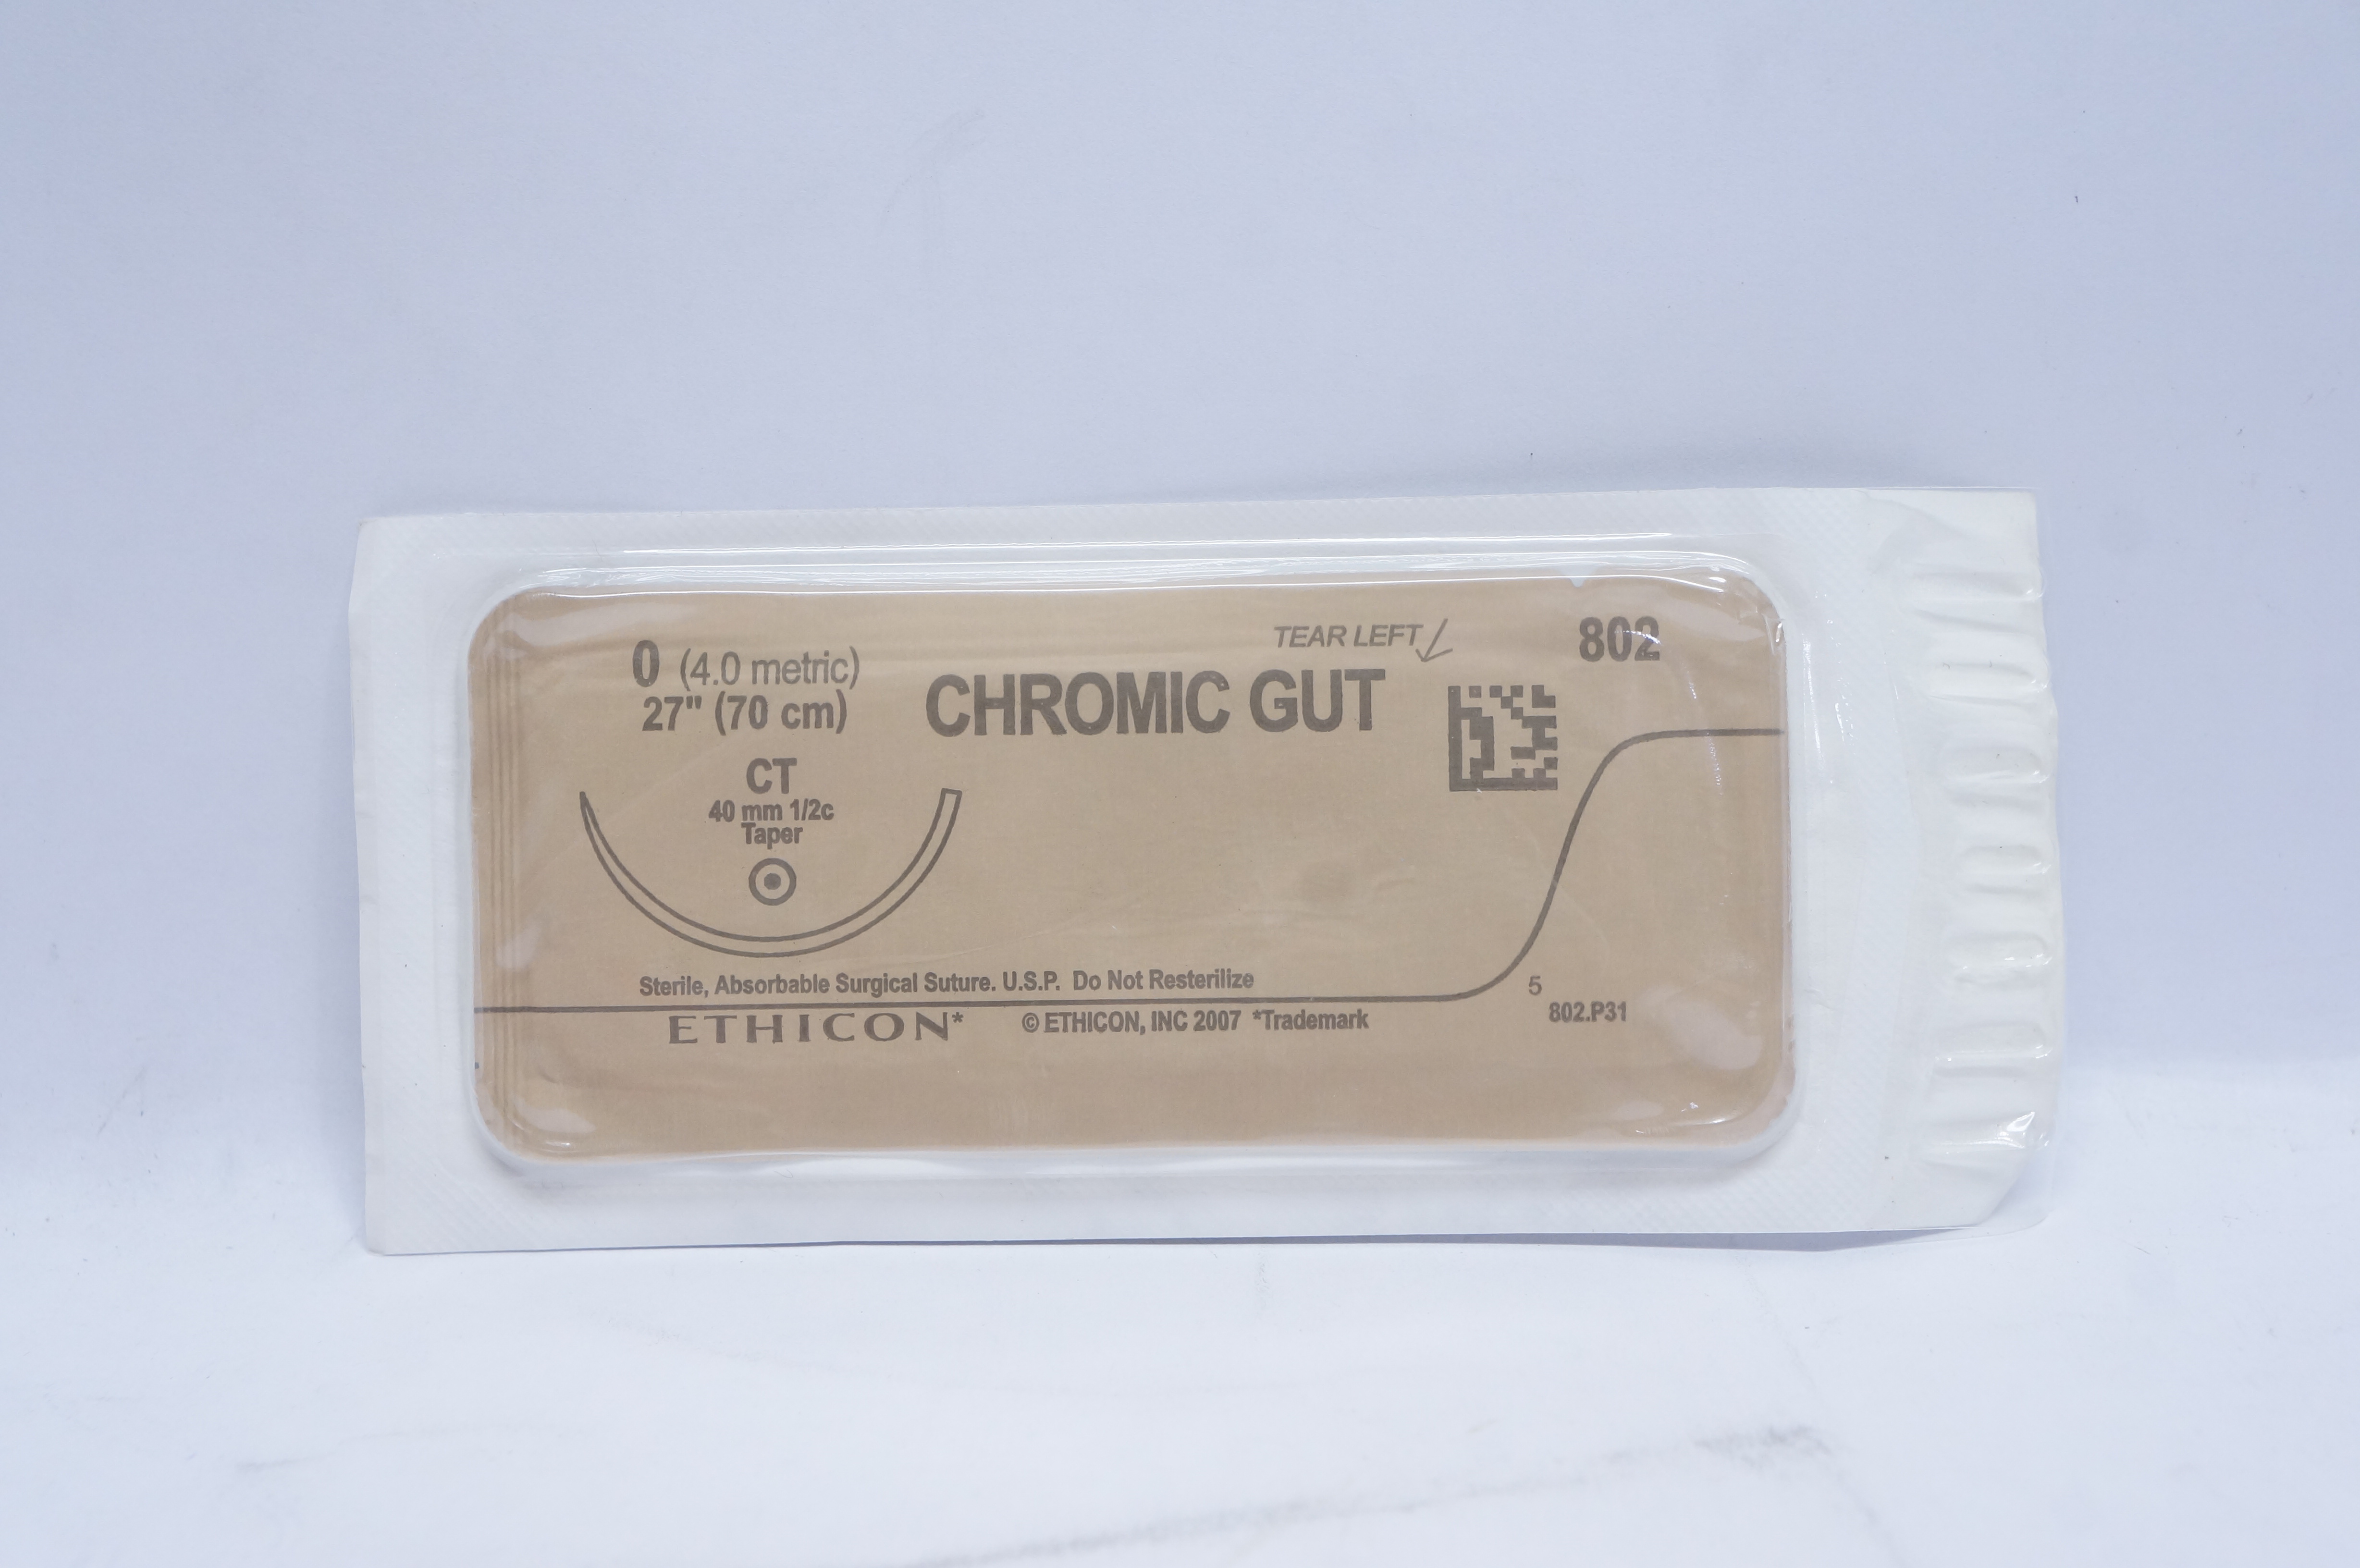 TEAR LEFT
802
0 (4.0 metric)
27" (70 cm)
CHROMIC GUT
CT
40 mm 1/2c
Taper
Sterile, Absorbable Surgical Suture. U.S.P. Do Not Resterilize
5
ETHICON* © ETHICON, INC 2007 *Trademark
802.P31